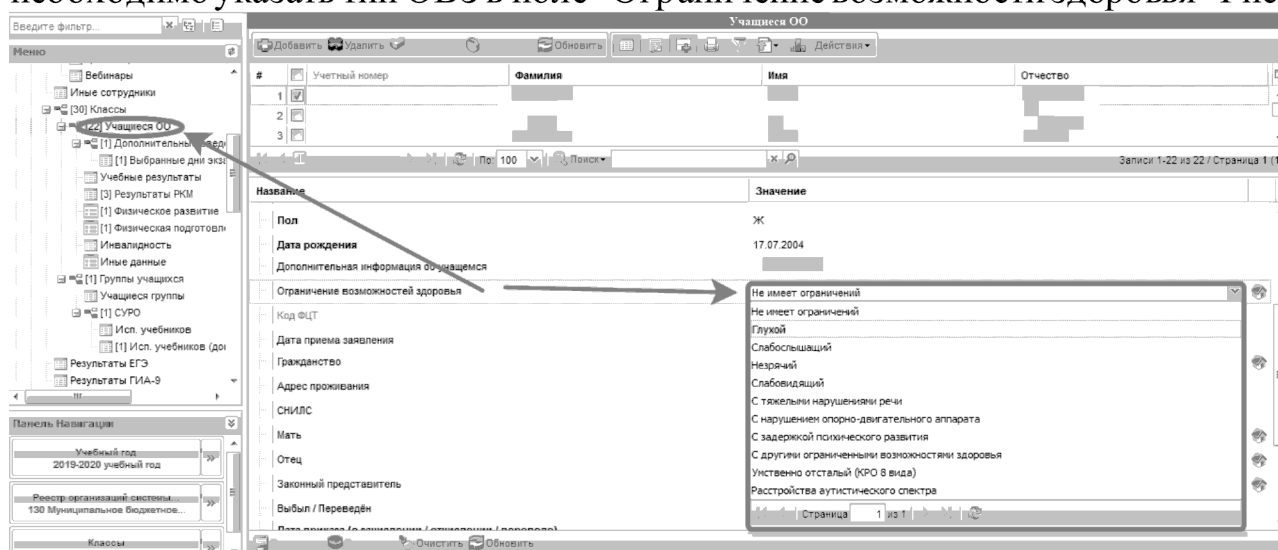 необходимо указать тип ОВЗ в поле "Ограничение возможности здоровья" Рис
Введите фильтр...
Учащиеся ОО
Меню
Добавить Удалить Обновить Действия
Вебинары
Иные сотрудники
[30] Классы
[22] Учащиеся ОО
[1] Дополнительны
[1] Выбранные дни экза
Учебные результаты
[3] Результаты РКМ
[1] Физическое развитие
[1] Физическая подготовл
Инвалидность
Иные данные
[1] Группы учащихся
Учащиеся группы
[1] СУРО
Исп. учебников
[1] Исп. учебников (дог
Результаты ЕГЭ
Результаты ГИА-9
Панель Навигации
Учебный год
2019-2020 учебный год
Реестр организаций системы...
130 Муниципальное бюджетное...
Классы
# Учетный номер Фамилия Имя Отчество
1
2
3
По: 100 Поиск Записи 1-22 из 22 / Страница 1 (1
Название Значение
Пол Ж
Дата рождения 17.07.2004
Дополнительная информация об учащемся
Ограничение возможностей здоровья Не имеет ограничений
Код ФЦТ
Дата приема заявления
Гражданство
Адрес проживания
СНИЛС
Мать
Отец
Законный представитель
Выбыл / Переведён
Дата приказа (о зачислении / отчислении / переводе)
Не имеет ограничений
Глухой
Слабослышащий
Незрячий
Слабовидящий
С тяжелыми нарушениями речи
С нарушением опорно-двигательного аппарата
С задержкой психического развития
С другими ограниченными возможностями здоровья
Умственно отсталый (КРО 8 вида)
Расстройства аутистического спектра
Страница 1 из 1
Очистить Обновить